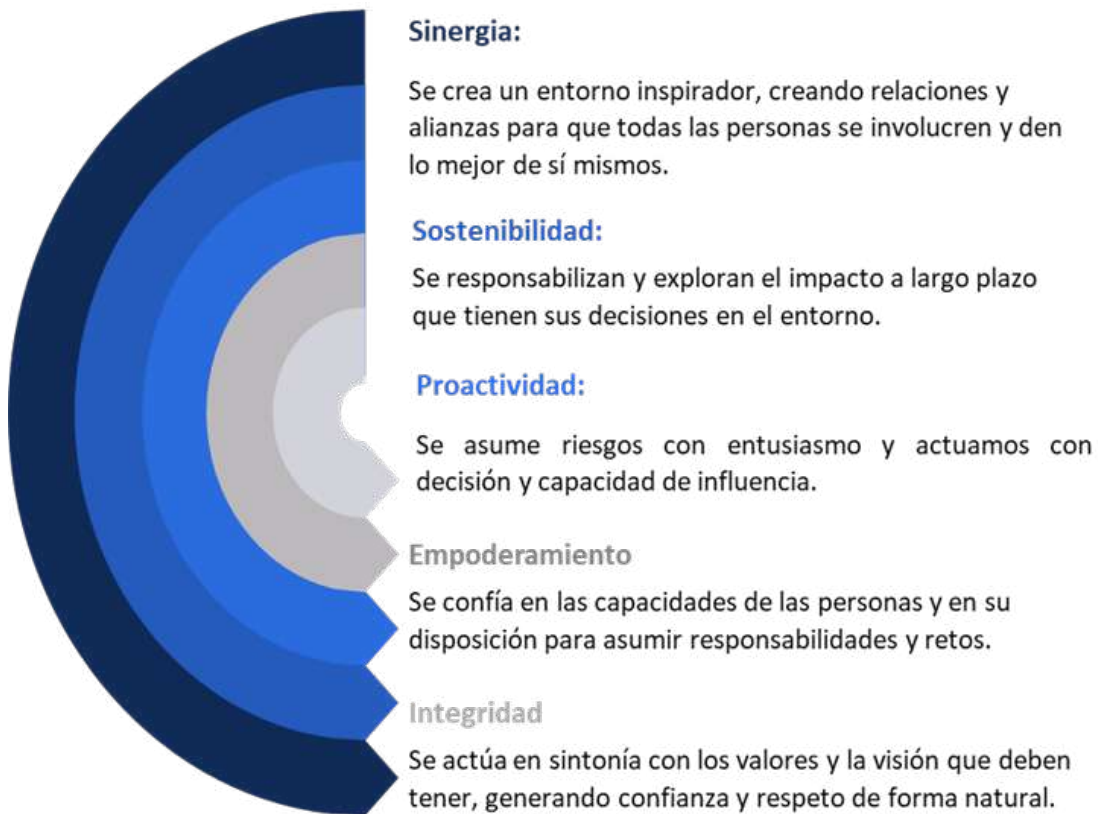 Sinergia:
Se crea un entorno inspirador, creando relaciones y
alianzas para que todas las personas se involucren y den
lo mejor de sí mismos.
Sostenibilidad:
Se responsabilizan y exploran el impacto a largo plazo
que tienen sus decisiones en el entorno.
Proactividad:
Se asume riesgos con entusiasmo y actuamos con
decisión y capacidad de influencia.
Empoderamiento
Se confía en las capacidades de las personas y en su
disposición para asumir responsabilidades y retos.
Integridad
Se actúa en sintonía con los valores y la visión que deben
tener, generando confianza y respeto de forma natural.